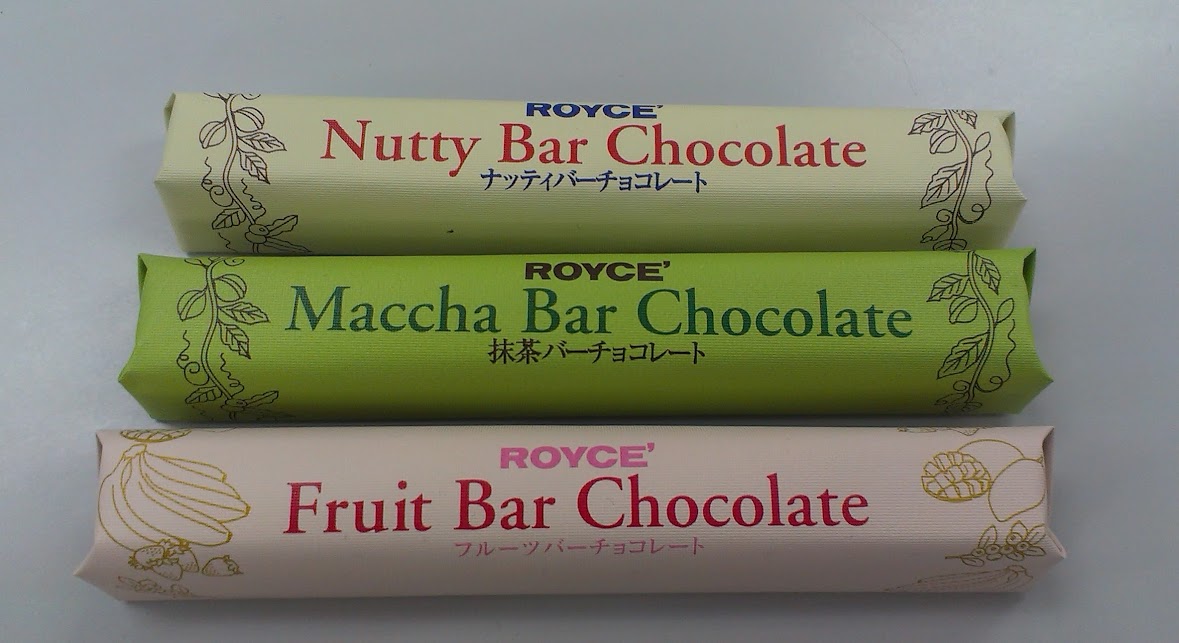 ROYCE'
Nutty Bar Chocolate
ナッティバーチョコレート
ROYCE'
Maccha Bar Chocolate
抹茶バーチョコレート
ROYCE'
Fruit Bar Chocolate
フルーツバーチョコレート